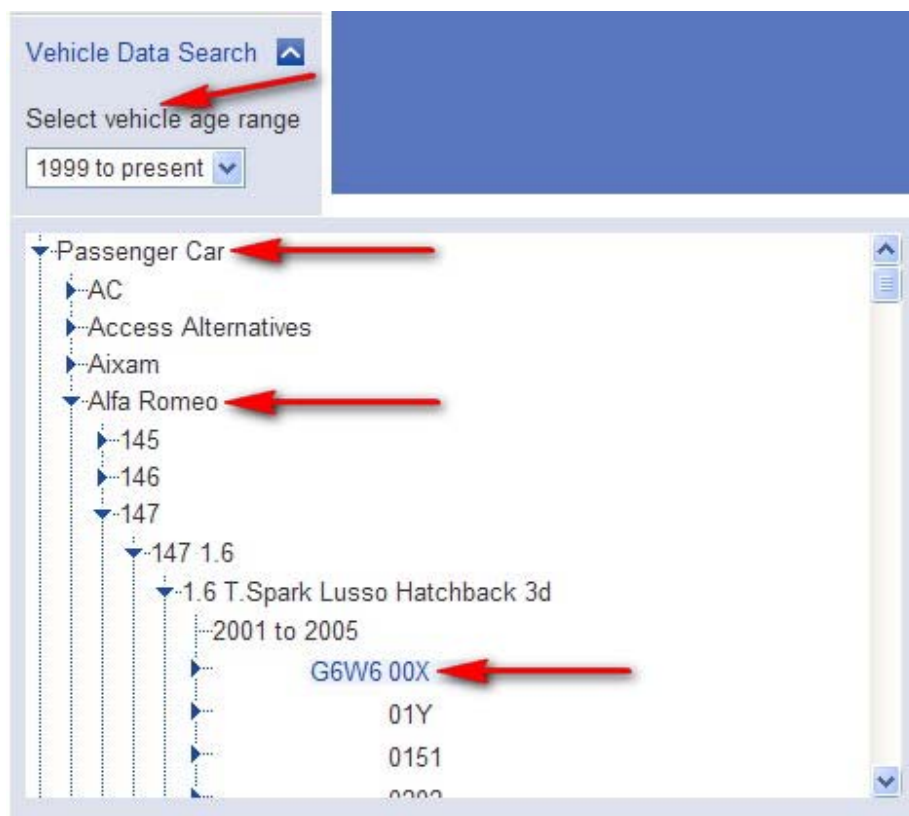 Vehicle Data Search
Select vehicle age range
1999 to present
Passenger Car
AC
Access Alternatives
Aixam
Alfa Romeo
145
146
147
147 1.6
1.6 T.Spark Lusso Hatchback 3d
2001 to 2005
G6W6 00X
01Y
0151